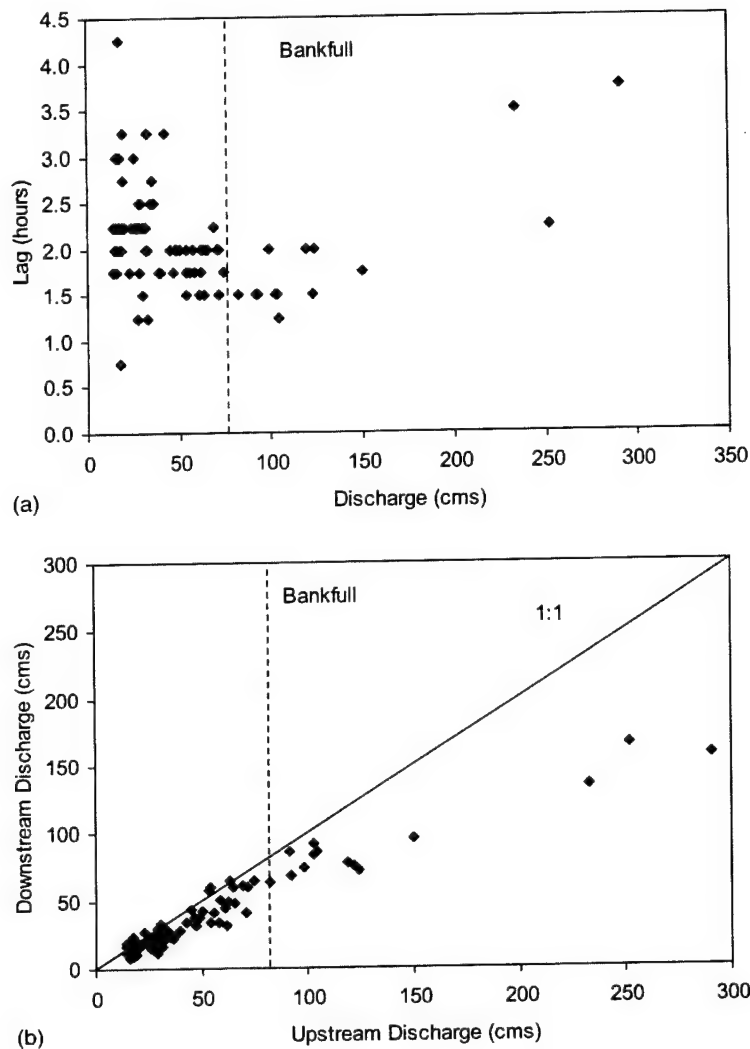 4.5
4.0
3.5
3.0
2.5
2.0
1.5
1.0
0.5
0.0
Lag (hours)
Bankfull
0 50 100 150 200 250 300 350
Discharge (cms)
(a)
300
250
200
150
100
50
0
Downstream Discharge (cms)
Bankfull
1:1
0 50 100 150 200 250 300
Upstream Discharge (cms)
(b)